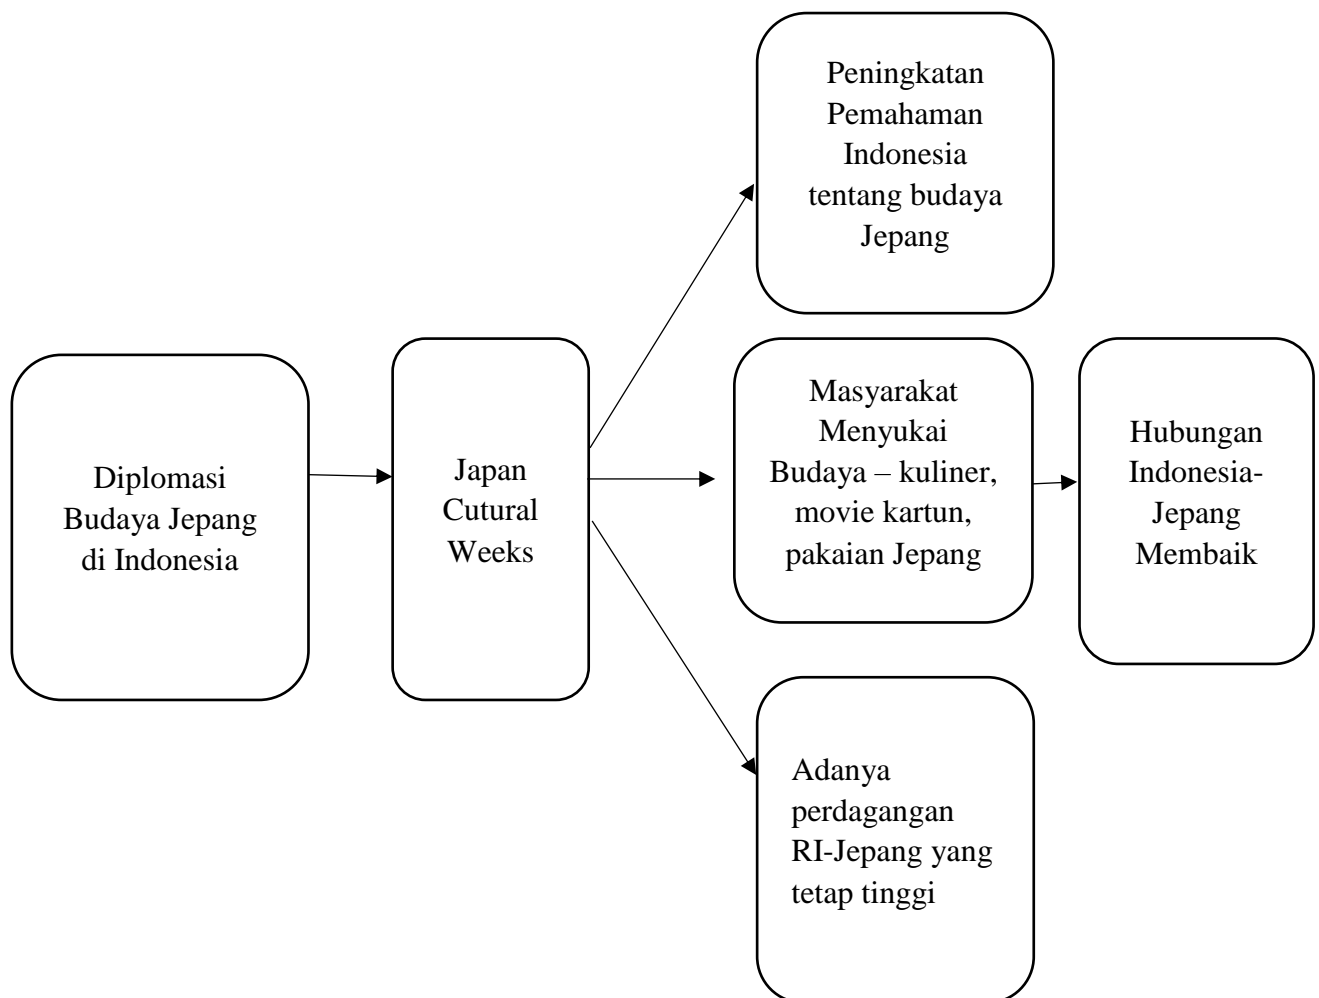 Peningkatan
Pemahaman
Indonesia
tentang budaya
Jepang
Diplomasi
Budaya Jepang
di Indonesia
Japan
Cutural
Weeks
Masyarakat
Menyukai
Budaya – kuliner,
movie kartun,
pakaian Jepang
Hubungan
Indonesia-
Jepang
Membaik
Adanya
perdagangan
RI-Jepang yang
tetap tinggi